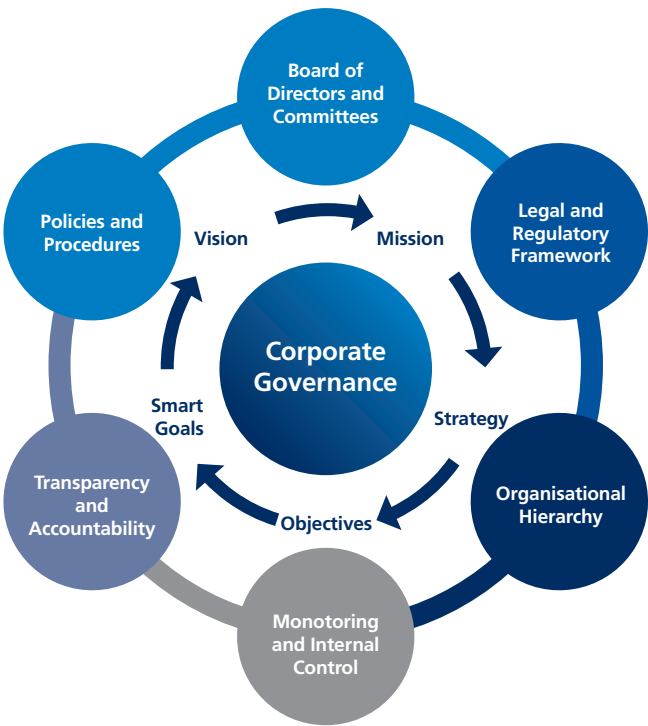 Board of
Directors and
Committees
Policies and
Procedures
Legal and
Regulatory
Framework
Vision
Mission
Corporate
Governance
Smart
Goals
Strategy
Transparency
and
Accountability
Organisational
Hierarchy
Objectives
Monotoring
and Internal
Control